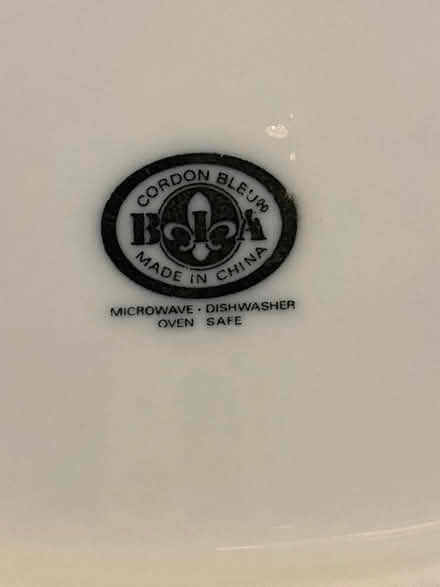 CORDON BLEU
BIA
MADE IN CHINA
MICROWAVE · DISHWASHER
OVEN SAFE